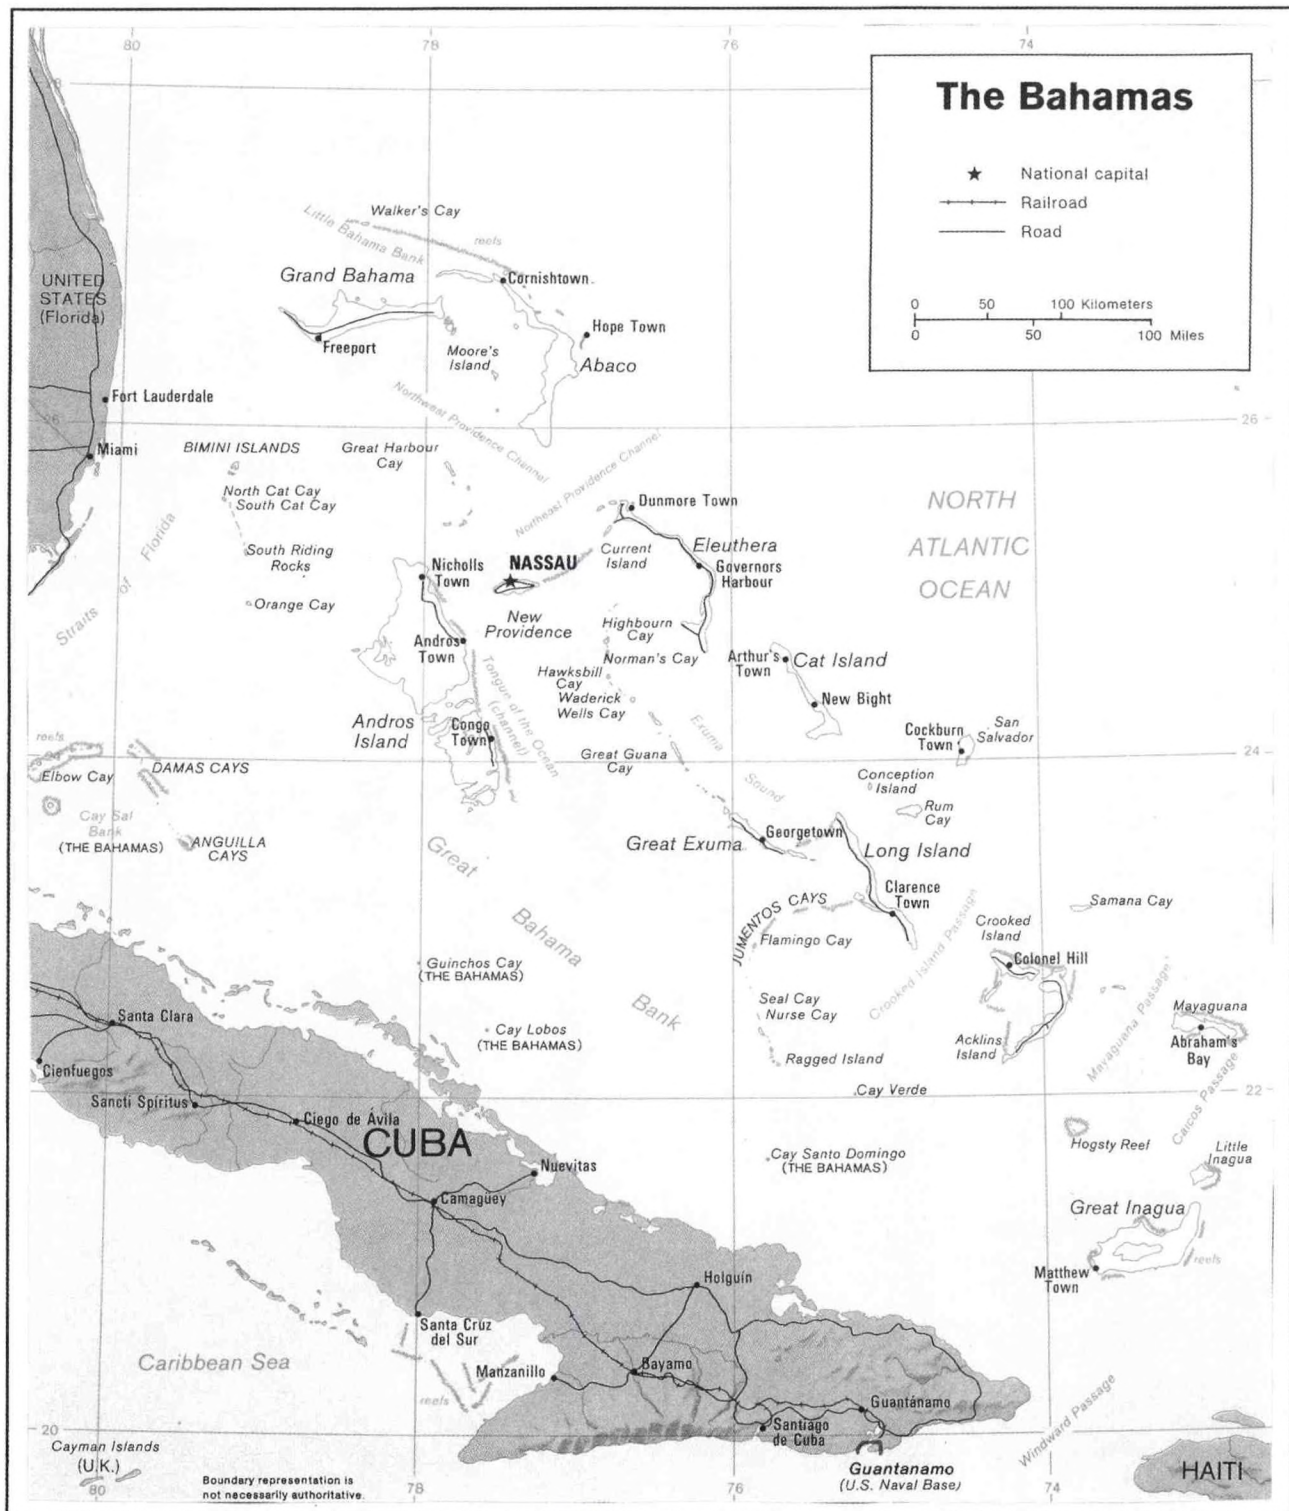 80
78
76
74
The Bahamas
National capital
Railroad
Road
0
50
100 Kilometers
0
50
100 Miles
Walker's Cay
Little Bahama Bank
reefs
UNITED
STATES
(Florida)
Grand Bahama
Cornishtown
Hope Town
Freeport
Moore's
Island
Abaco
Fort Lauderdale
Northwest Providence Channel
26
Miami
BIMINI ISLANDS
Great Harbour
Cay
Northeast Providence Channel
North Cat Cay
South Cat Cay
Dunmore Town
NORTH
ATLANTIC
OCEAN
Straits of Florida
South Riding
Rocks
Nicholls
Town
NASSAU
Current
Island
Eleuthera
Governors
Harbour
Orange Cay
New
Providence
Andros
Town
Highbourn
Cay
Norman's Cay
Arthur's
Town
Cat Island
Hawksbill
Cay
Waderick
Wells Cay
New Bight
Tongue of the Ocean
(channel)
Andros
Island
Congo
Town
Exuma
Sound
Cockburn
Town
San
Salvador
reefs
24
Elbow Cay
DAMAS CAYS
Great Guana
Cay
Conception
Island
Rum
Cay
Cay Sal
Bank
(THE BAHAMAS)
ANGUILLA
CAYS
Great
Bahama
Bank
Great Exuma
Georgetown
Long Island
Clarence
Town
JUMENTOS CAYS
Flamingo Cay
Crooked Island Passage
Samana Cay
Crooked
Island
Colonel Hill
Guinchos Cay
(THE BAHAMAS)
Seal Cay
Nurse Cay
Mayaguana Passage
Mayaguana
Abraham's
Bay
Cay Lobos
(THE BAHAMAS)
Acklins
Island
Ragged Island
Cay Verde
22
Caicos Passage
Santa Clara
Cienfuegos
Sancti Spíritus
Ciego de Ávila
CUBA
Nuevitas
Camagüey
Cay Santo Domingo
(THE BAHAMAS)
Hogsty Reef
Little
Inagua
Great Inagua
reefs
Matthew
Town
Holguín
Santa Cruz
del Sur
Caribbean Sea
Manzanillo
reefs
Bayamo
Guantánamo
Santiago
de Cuba
Windward Passage
20
Cayman Islands
(U.K.)
Guantanamo
(U.S. Naval Base)
HAITI
Boundary representation is
not necessarily authoritative.
80
78
76
74